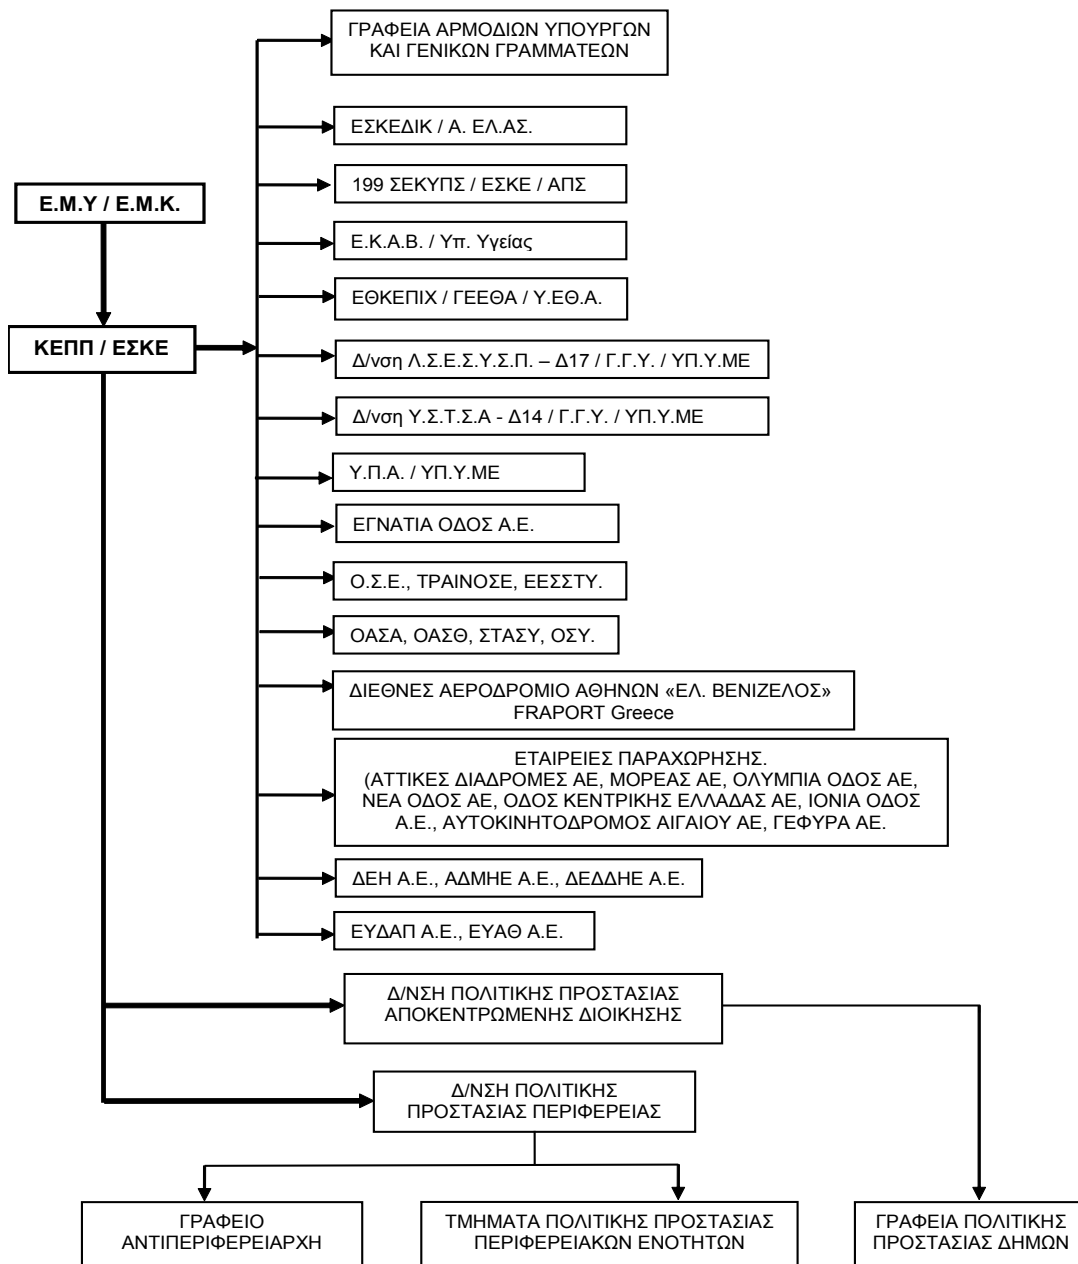 ΓΡΑΦΕΙΑ ΑΡΜΟΔΙΩΝ ΥΠΟΥΡΓΩΝ
ΚΑΙ ΓΕΝΙΚΩΝ ΓΡΑΜΜΑΤΕΩΝ
ΕΣΚΕΔΙΚ / Α. ΕΛ.ΑΣ.
199 ΣΕΚΥΠΣ / ΕΣΚΕ / ΑΠΣ
Ε.Μ.Υ / Ε.Μ.Κ.
Ε.Κ.Α.Β. / Υπ. Υγείας
ΕΘΚΕΠΙΧ / ΓΕΕΘΑ / Υ.ΕΘ.Α.
ΚΕΠΠ / ΕΣΚΕ
Δ/νση Λ.Σ.Ε.Σ.Υ.Σ.Π. – Δ17 / Γ.Γ.Υ. / ΥΠ.Υ.ΜΕ
Δ/νση Υ.Σ.Τ.Σ.Α - Δ14 / Γ.Γ.Υ. / ΥΠ.Υ.ΜΕ
Υ.Π.Α. / ΥΠ.Υ.ΜΕ
ΕΓΝΑΤΙΑ ΟΔΟΣ Α.Ε.
Ο.Σ.Ε., ΤΡΑΙΝΟΣΕ, ΕΕΣΣΤΥ.
ΟΑΣΑ, ΟΑΣΘ, ΣΤΑΣΥ, ΟΣΥ.
ΔΙΕΘΝΕΣ ΑΕΡΟΔΡΟΜΙΟ ΑΘΗΝΩΝ «ΕΛ. ΒΕΝΙΖΕΛΟΣ»
FRAPORT Greece
ΕΤΑΙΡΕΙΕΣ ΠΑΡΑΧΩΡΗΣΗΣ.
(ΑΤΤΙΚΕΣ ΔΙΑΔΡΟΜΕΣ ΑΕ, ΜΟΡΕΑΣ ΑΕ, ΟΛΥΜΠΙΑ ΟΔΟΣ ΑΕ,
ΝΕΑ ΟΔΟΣ ΑΕ, ΟΔΟΣ ΚΕΝΤΡΙΚΗΣ ΕΛΛΑΔΑΣ ΑΕ, ΙΟΝΙΑ ΟΔΟΣ
Α.Ε., ΑΥΤΟΚΙΝΗΤΟΔΡΟΜΟΣ ΑΙΓΑΙΟΥ ΑΕ, ΓΕΦΥΡΑ ΑΕ.
ΔΕΗ Α.Ε., ΑΔΜΗΕ Α.Ε., ΔΕΔΔΗΕ Α.Ε.
ΕΥΔΑΠ Α.Ε., ΕΥΑΘ Α.Ε.
Δ/ΝΣΗ ΠΟΛΙΤΙΚΗΣ ΠΡΟΣΤΑΣΙΑΣ
ΑΠΟΚΕΝΤΡΩΜΕΝΗΣ ΔΙΟΙΚΗΣΗΣ
Δ/ΝΣΗ ΠΟΛΙΤΙΚΗΣ
ΠΡΟΣΤΑΣΙΑΣ ΠΕΡΙΦΕΡΕΙΑΣ
ΓΡΑΦΕΙΟ
ΑΝΤΙΠΕΡΙΦΕΡΕΙΑΡΧΗ
ΤΜΗΜΑΤΑ ΠΟΛΙΤΙΚΗΣ ΠΡΟΣΤΑΣΙΑΣ
ΠΕΡΙΦΕΡΕΙΑΚΩΝ ΕΝΟΤΗΤΩΝ
ΓΡΑΦΕΙΑ ΠΟΛΙΤΙΚΗΣ
ΠΡΟΣΤΑΣΙΑΣ ΔΗΜΩΝ